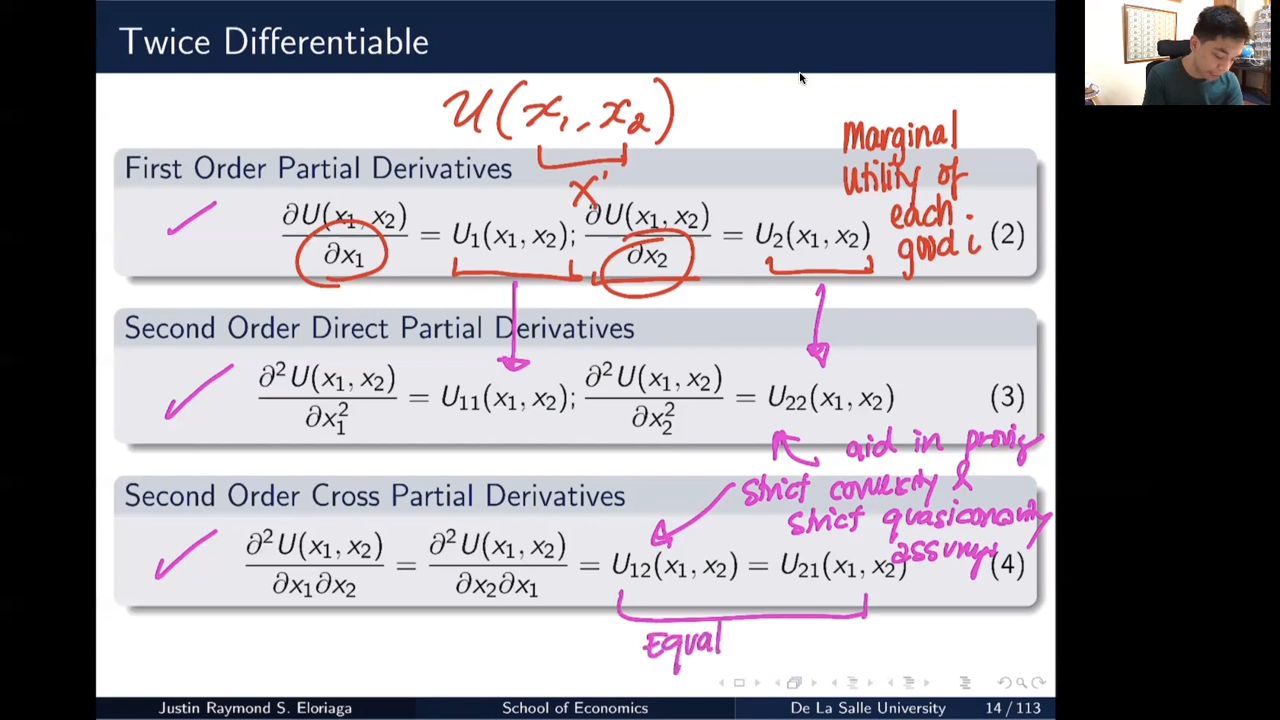 Twice Differentiable
U(x₁, x₂)
x'
Marginal
Utility of
each
good i
First Order Partial Derivatives
∂U(x₁, x₂)/∂x₁ = U₁(x₁, x₂); ∂U(x₁, x₂)/∂x₂ = U₂(x₁, x₂) (2)
Second Order Direct Partial Derivatives
∂²U(x₁, x₂)/∂x₁² = U₁₁(x₁, x₂); ∂²U(x₁, x₂)/∂x₂² = U₂₂(x₁, x₂) (3)
aid in
strict convexity &
strict
Second Order Cross Partial Derivatives
∂²U(x₁, x₂)/∂x₁∂x₂ = ∂²U(x₁, x₂)/∂x₂∂x₁ = U₁₂(x₁, x₂) = U₂₁(x₁, x₂) (4)
Equal
Justin Raymond S. Eloriaga School of Economics De La Salle University 14 / 113